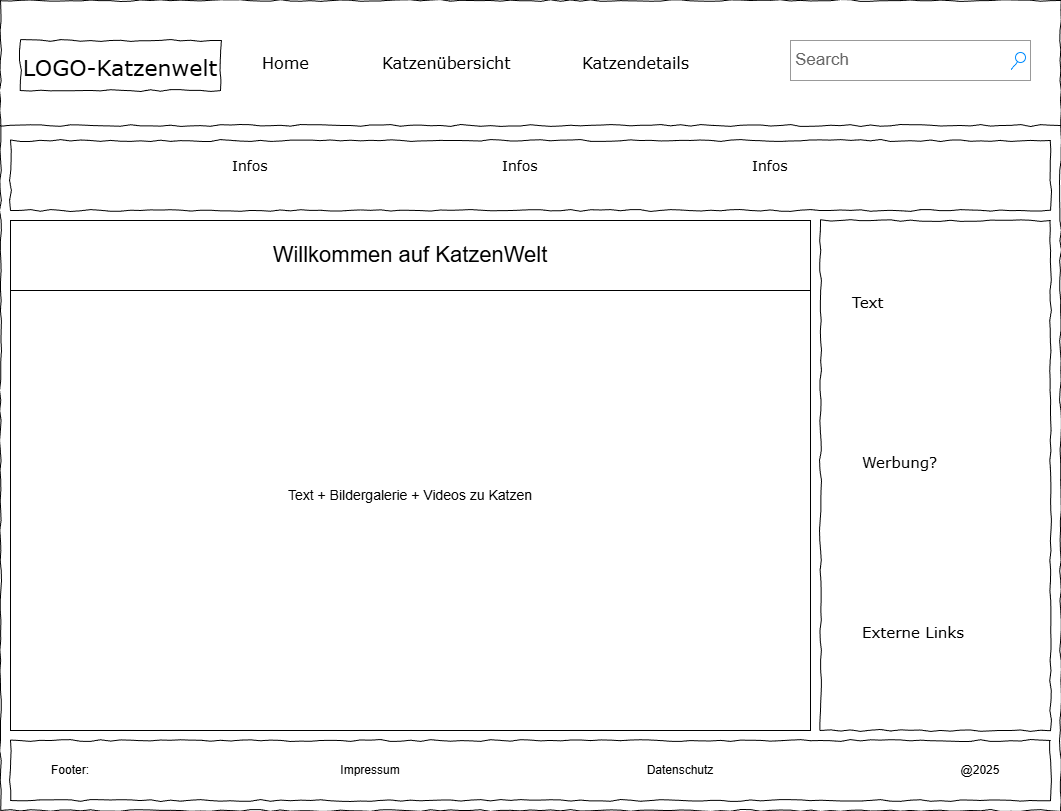 LOGO-Katzenwelt
Home
Katzenübersicht
Katzendetails
Search
Infos
Infos
Infos
Willkommen auf KatzenWelt
Text + Bildergalerie + Videos zu Katzen
Text
Werbung?
Externe Links
Footer:
Impressum
Datenschutz
@2025